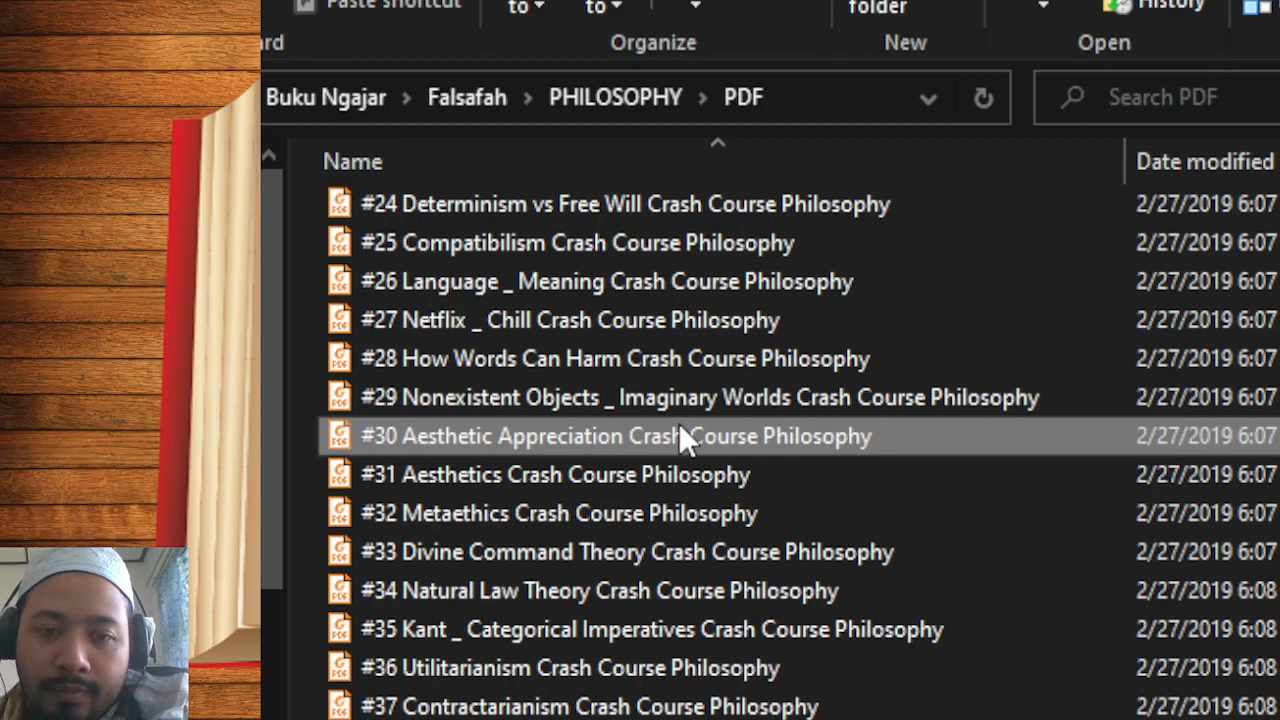 Paste shortcut
to to
folder
History
ard Organize New Open
Buku Ngajar > Falsafah > PHILOSOPHY > PDF Search PDF
Name Date modified
#24 Determinism vs Free Will Crash Course Philosophy 2/27/2019 6:07
#25 Compatibilism Crash Course Philosophy 2/27/2019 6:07
#26 Language _ Meaning Crash Course Philosophy 2/27/2019 6:07
#27 Netflix _ Chill Crash Course Philosophy 2/27/2019 6:07
#28 How Words Can Harm Crash Course Philosophy 2/27/2019 6:07
#29 Nonexistent Objects _ Imaginary Worlds Crash Course Philosophy 2/27/2019 6:07
#30 Aesthetic Appreciation Crash Course Philosophy 2/27/2019 6:07
#31 Aesthetics Crash Course Philosophy 2/27/2019 6:07
#32 Metaethics Crash Course Philosophy 2/27/2019 6:07
#33 Divine Command Theory Crash Course Philosophy 2/27/2019 6:07
#34 Natural Law Theory Crash Course Philosophy 2/27/2019 6:08
#35 Kant _ Categorical Imperatives Crash Course Philosophy 2/27/2019 6:08
#36 Utilitarianism Crash Course Philosophy 2/27/2019 6:08
#37 Contractarianism Crash Course Philosophy 2/27/2019 6:08